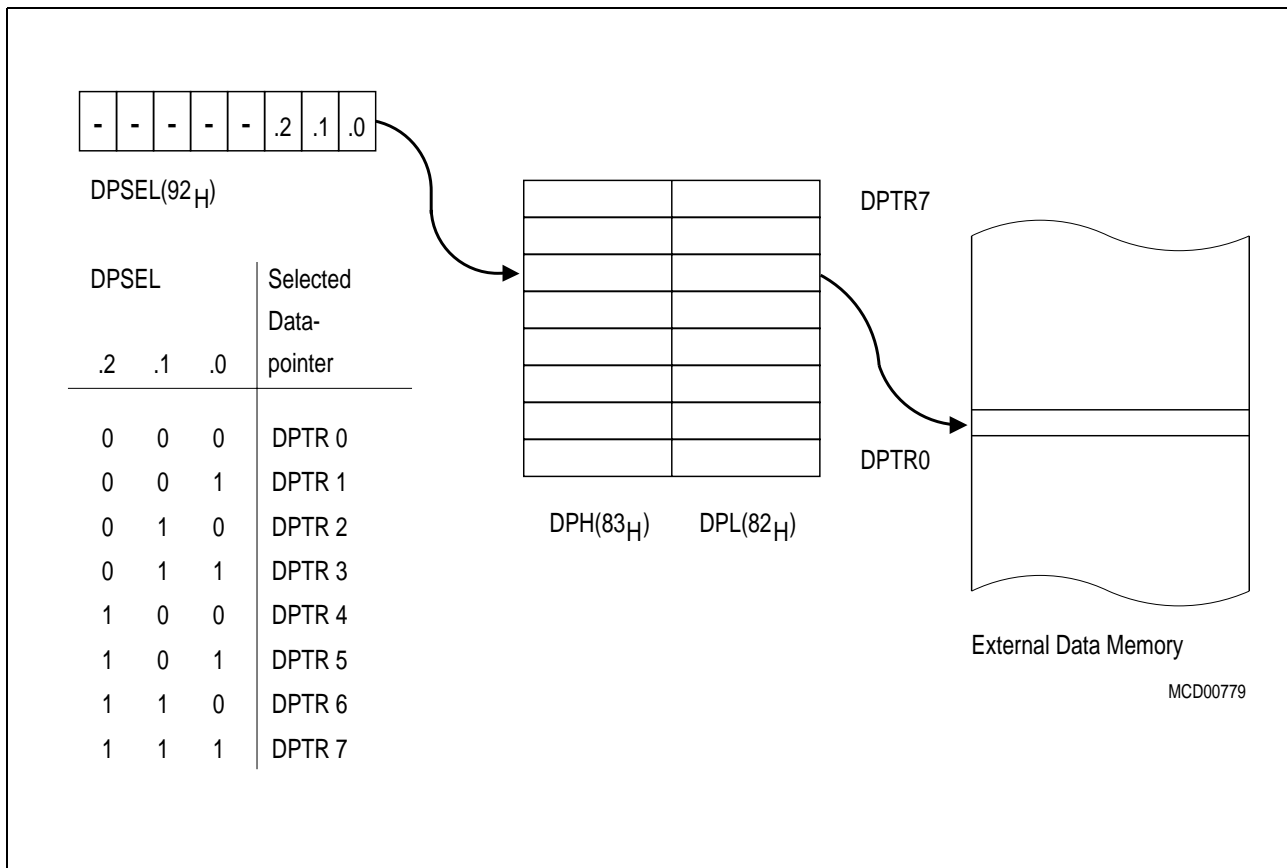 - - - - - .2 .1 .0
DPSEL(92H)
DPSEL Selected
Data-
.2 .1 .0 pointer
0 0 0 DPTR 0
0 0 1 DPTR 1
0 1 0 DPTR 2
0 1 1 DPTR 3
1 0 0 DPTR 4
1 0 1 DPTR 5
1 1 0 DPTR 6
1 1 1 DPTR 7
DPTR7
DPTR0
DPH(83H) DPL(82H)
External Data Memory
MCD00779